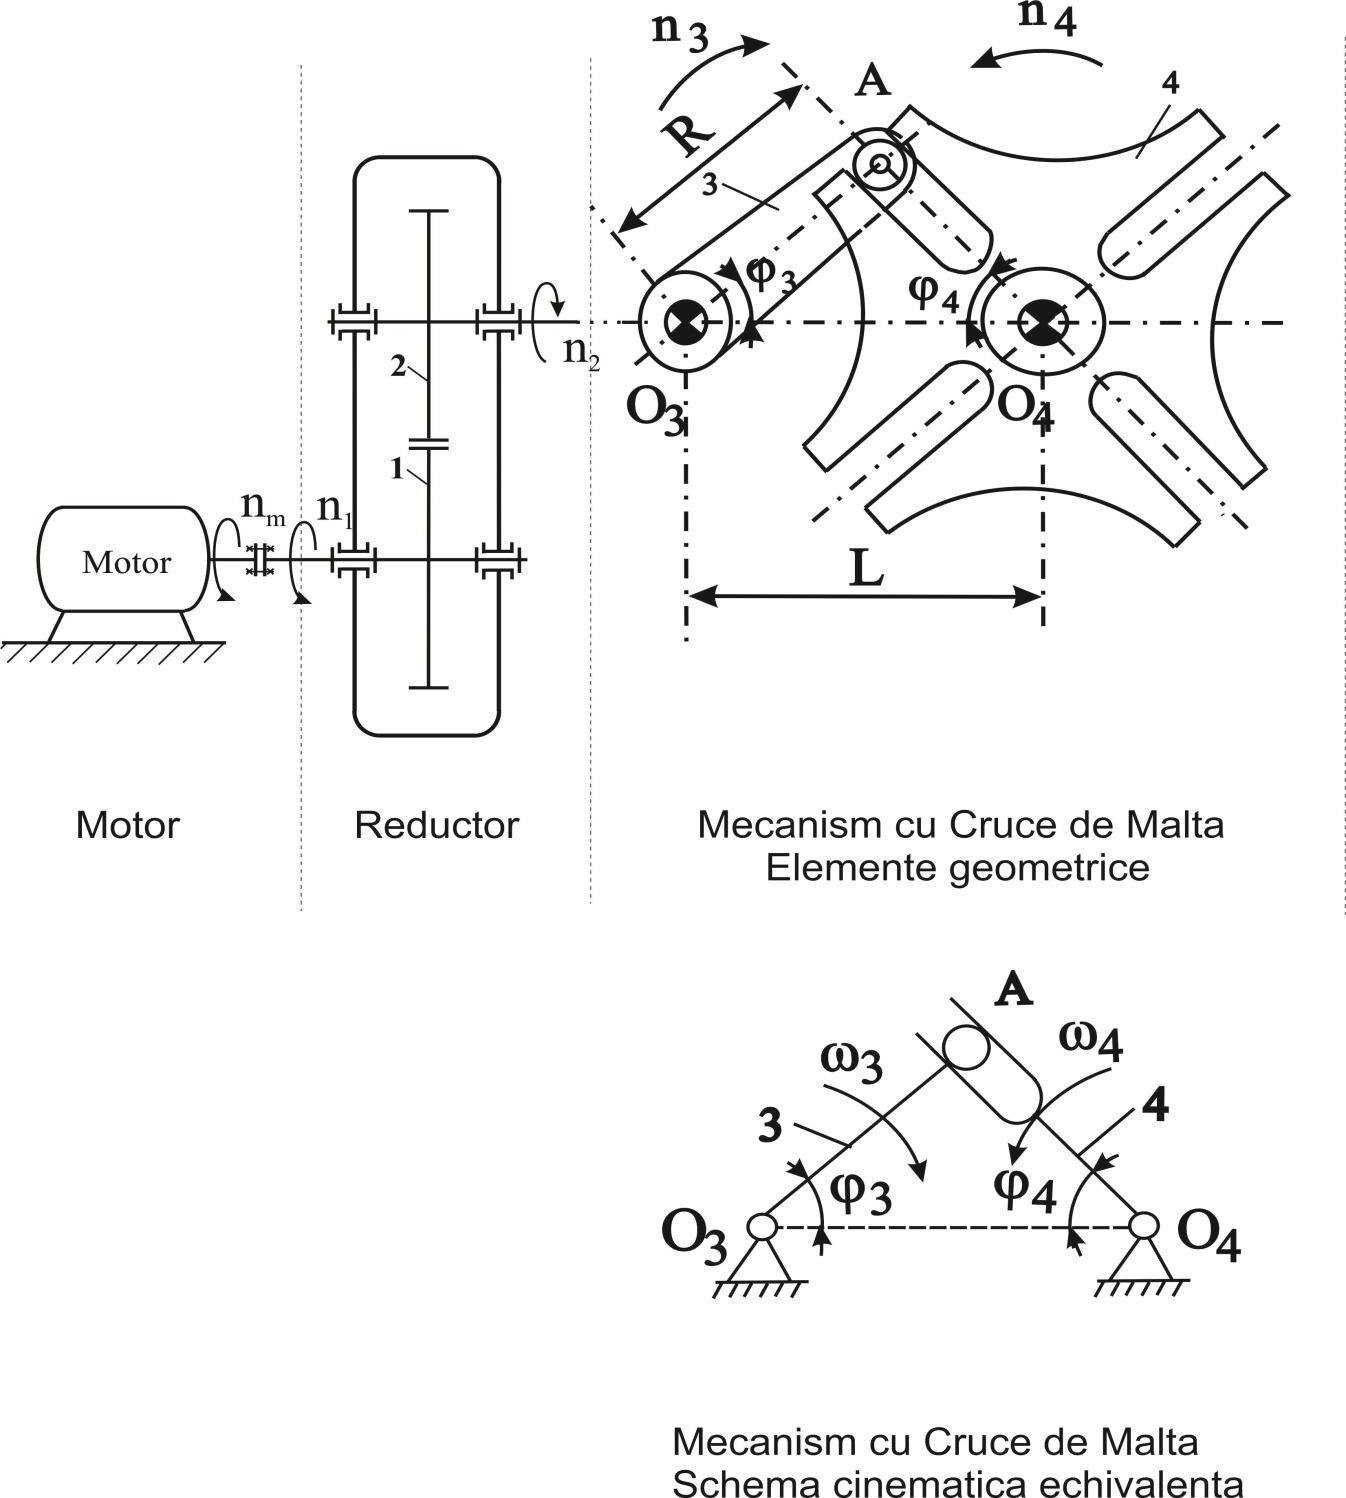 n3
n4
A
4
R
3
φ3
φ4
n2
2
O3
O4
1
nm
n1
Motor
L
Motor
Reductor
Mecanism cu Cruce de Malta
Elemente geometrice
A
ω3
ω4
3
4
φ3
φ4
O3
O4
Mecanism cu Cruce de Malta
Schema cinematica echivalenta